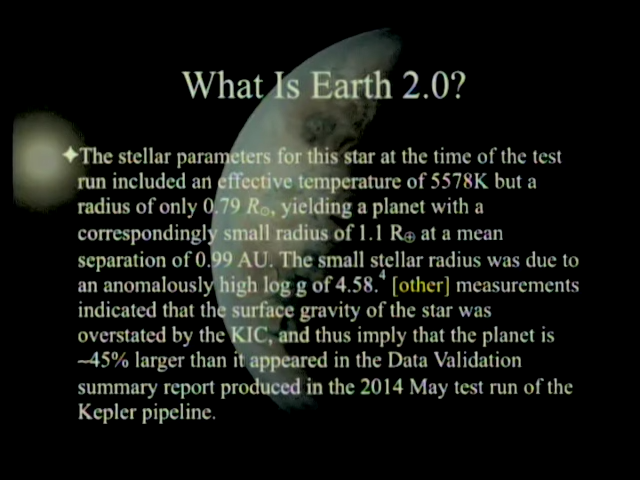 What Is Earth 2.0?
✦The stellar parameters for this star at the time of the test
run included an effective temperature of 5578K but a
radius of only 0.79 R☉, yielding a planet with a
correspondingly small radius of 1.1 R⊕ at a mean
separation of 0.99 AU. The small stellar radius was due to
an anomalously high log g of 4.58.⁴ [other] measurements
indicated that the surface gravity of the star was
overstated by the KIC, and thus imply that the planet is
~45% larger than it appeared in the Data Validation
summary report produced in the 2014 May test run of the
Kepler pipeline.